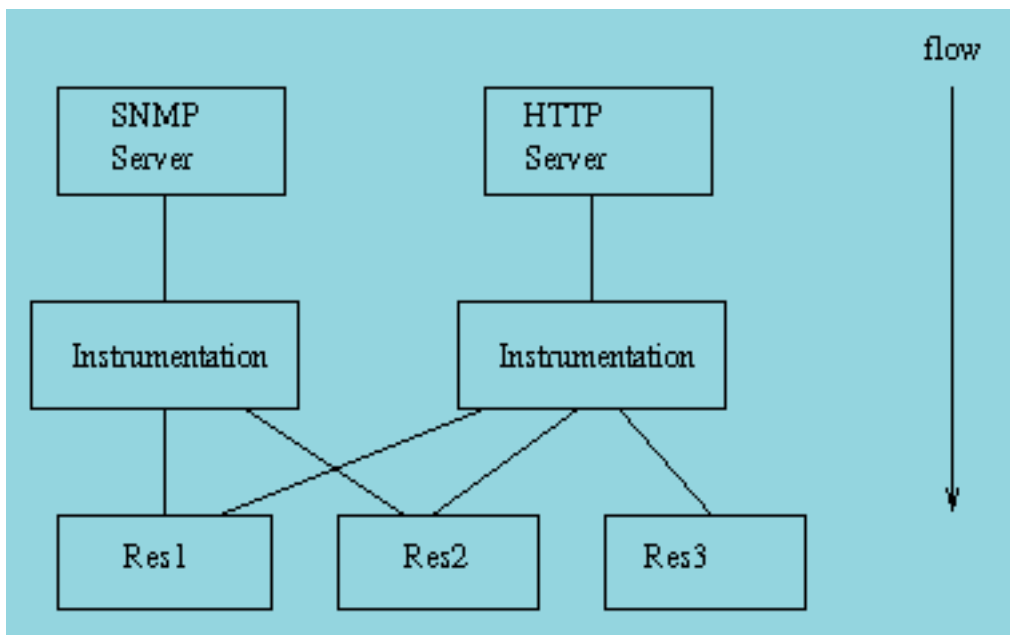 flow
SNMP
Server
HTTP
Server
Instrumentation
Instrumentation
Res1
Res2
Res3